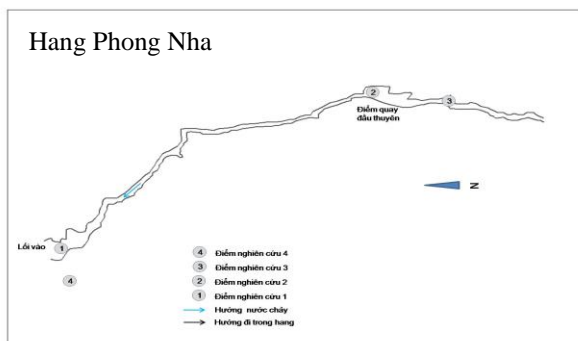 Hang Phong Nha
2
3
Điểm quay
đầu thuyền
N
Lối vào
1
4
4 Điểm nghiên cứu 4
3 Điểm nghiên cứu 3
2 Điểm nghiên cứu 2
1 Điểm nghiên cứu 1
Hướng nước chảy
Hướng đi trong hang